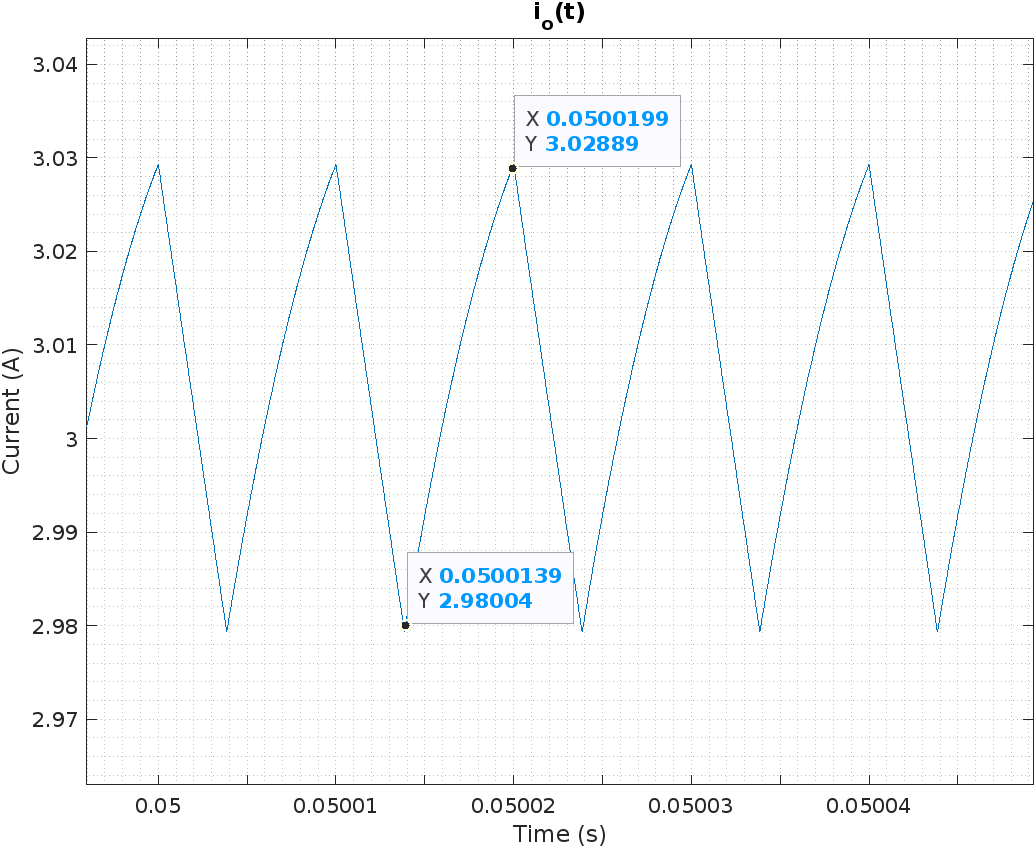 i_o(t)
3.04
X 0.0500199
Y 3.02889
3.03
3.02
3.01
3
2.99
X 0.0500139
Y 2.98004
2.98
2.97
Current (A)
0.05 0.05001 0.05002 0.05003 0.05004
Time (s)